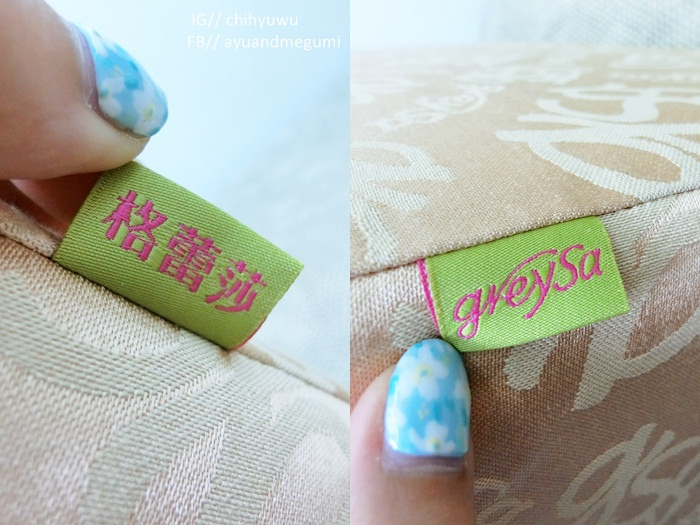 IG// chihyuwu
FB// ayuandmegumi
格蕾莎
greySa